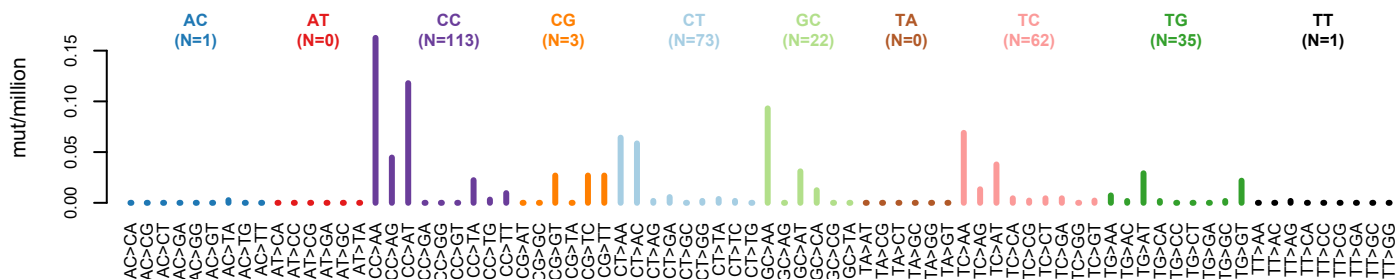 AC
(N=1)
AT
(N=0)
CC
(N=113)
CG
(N=3)
CT
(N=73)
GC
(N=22)
TA
(N=0)
TC
(N=62)
TG
(N=35)
TT
(N=1)
mut/million
0.15
0.10
0.05
0.00
AC>CA
AC>CG
AC>CT
AC>GA
AC>GG
AC>GT
AC>TA
AC>TG
AC>TT
AT>CA
AT>CC
AT>CG
AT>GA
AT>GC
AT>TA
CC>AA
CC>AG
CC>AT
CC>GA
CC>GG
CC>GT
CC>TA
CC>TG
CC>TT
CG>AT
CG>GC
CG>GT
CG>TA
CG>TC
CG>TT
CT>AA
CT>AC
CT>AG
CT>GA
CT>GC
CT>GG
CT>TA
CT>TC
CT>TG
GC>AA
GC>AG
GC>AT
GC>CA
GC>CG
GC>TA
TA>AT
TA>CG
TA>CT
TA>GC
TA>GG
TA>GT
TC>AA
TC>AG
TC>AT
TC>CA
TC>CG
TC>CT
TC>GA
TC>GG
TC>GT
TG>AA
TG>AC
TG>AT
TG>CA
TG>CC
TG>CT
TG>GA
TG>GC
TG>GT
TT>AA
TT>AC
TT>AG
TT>CA
TT>CC
TT>CG
TT>GA
TT>GC
TT>GG